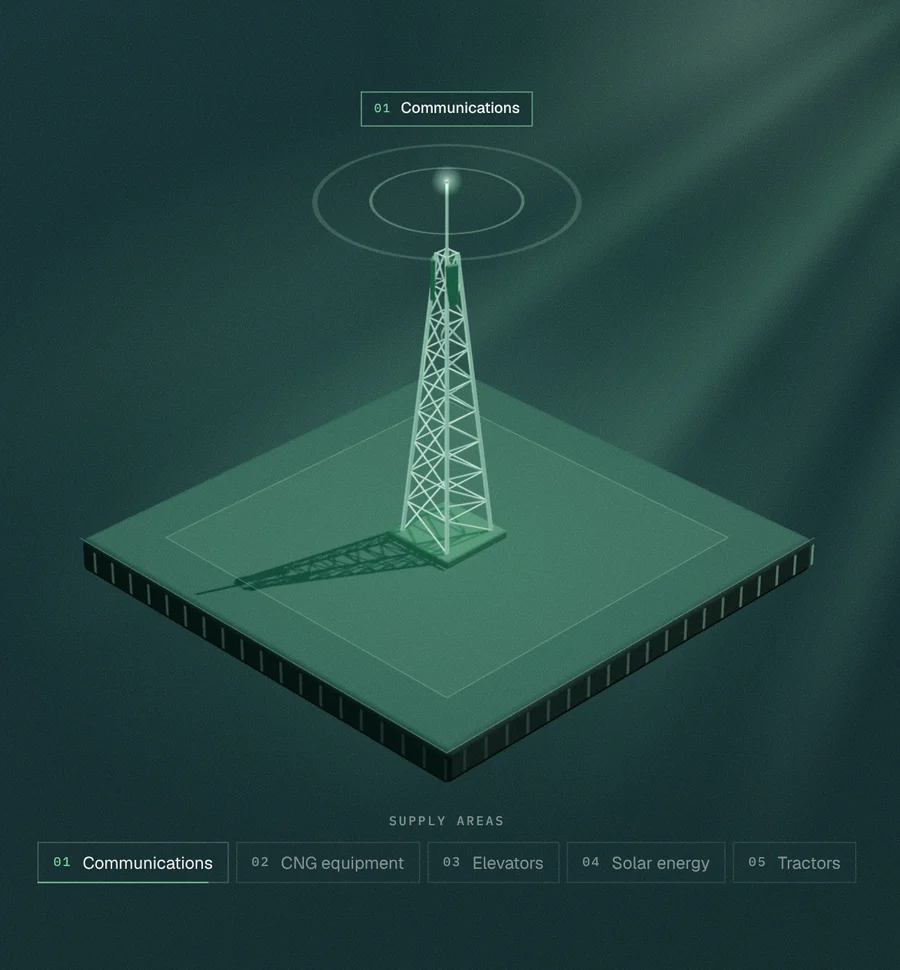 01 Communications
SUPPLY AREAS
01 Communications
02 CNG equipment
03 Elevators
04 Solar energy
05 Tractors